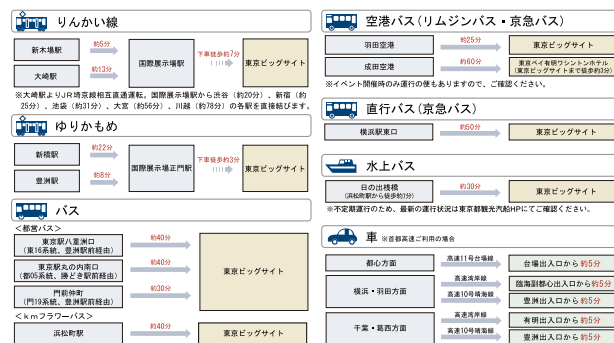 りんかい線
新木場駅
約5分
大崎駅
約13分
国際展示場駅
下車徒歩約7分
東京ビッグサイト
※大崎駅よりJR埼京線相互直通運転。国際展示場駅から渋谷（約20分）、新宿（約
25分）、池袋（約31分）、大宮（約56分）、川越（約78分）の各駅を直接結びます。
ゆりかもめ
新橋駅
約22分
豊洲駅
約8分
国際展示場正門駅
下車徒歩約3分
東京ビッグサイト
バス
＜都営バス＞
東京駅八重洲口
（東16系統、豊洲駅前経由）
約40分
東京駅丸の内南口
（都05系統、勝どき駅前経由）
約40分
門前仲町
（門19系統、豊洲駅前経由）
約30分
東京ビッグサイト
＜kmフラワーバス＞
浜松町駅
約40分
東京ビッグサイト
空港バス（リムジンバス・京急バス）
羽田空港
約25分
東京ビッグサイト
成田空港
約60分
東京ベイ有明ワシントンホテル
（東京ビッグサイトまで徒歩約3分）
※イベント開催時のみ運行の便もありますので、ご確認ください。
直行バス（京急バス）
横浜駅東口
約50分
東京ビッグサイト
水上バス
日の出桟橋
（浜松町駅から徒歩約7分）
約30分
東京ビッグサイト
※不定期運行のため、最新の運行状況は東京都観光汽船HPにてご確認ください。
車 ※首都高速ご利用の場合
都心方面
高速11号台場線
台場出入口から 約5分
横浜・羽田方面
高速湾岸線
臨海副都心出入口から 約5分
高速10号晴海線
豊洲出入口から 約5分
千葉・葛西方面
高速湾岸線
有明出入口から 約5分
高速10号晴海線
豊洲出入口から 約5分